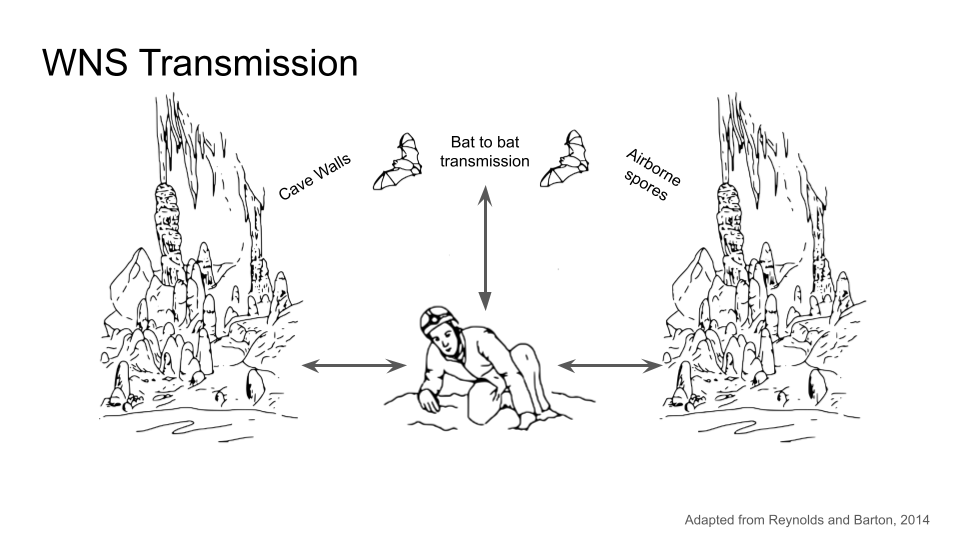 WNS Transmission
Cave Walls
Bat to bat
transmission
Airborne
spores
Adapted from Reynolds and Barton, 2014